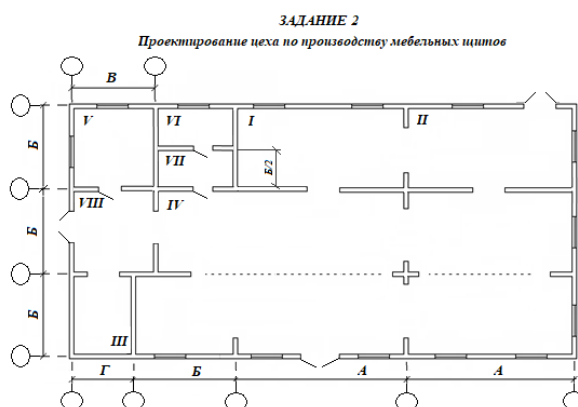 ЗАДАНИЕ 2
Проектирование цеха по производству мебельных щитов
В
V
VI
I
II
Б
VII
Б/2
VIII
IV
Б
Б
III
Г
Б
А
А